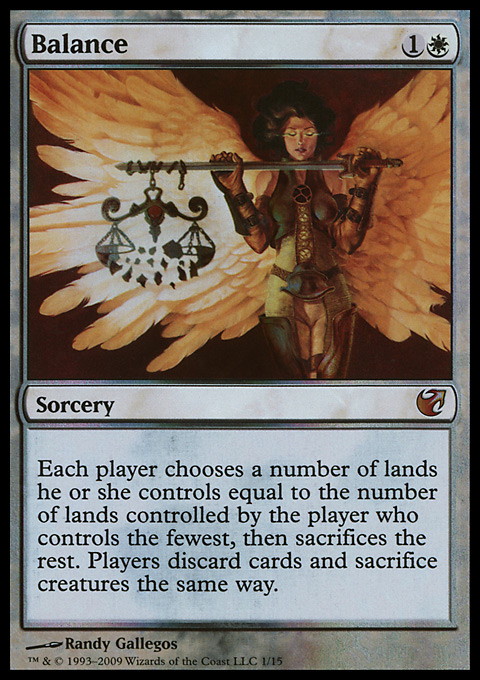 Balance 1
Sorcery
Each player chooses a number of lands
he or she controls equal to the number
of lands controlled by the player who
controls the fewest, then sacrifices the
rest. Players discard cards and sacrifice
creatures the same way.
Randy Gallegos
™ & © 1993–2009 Wizards of the Coast LLC 1/15